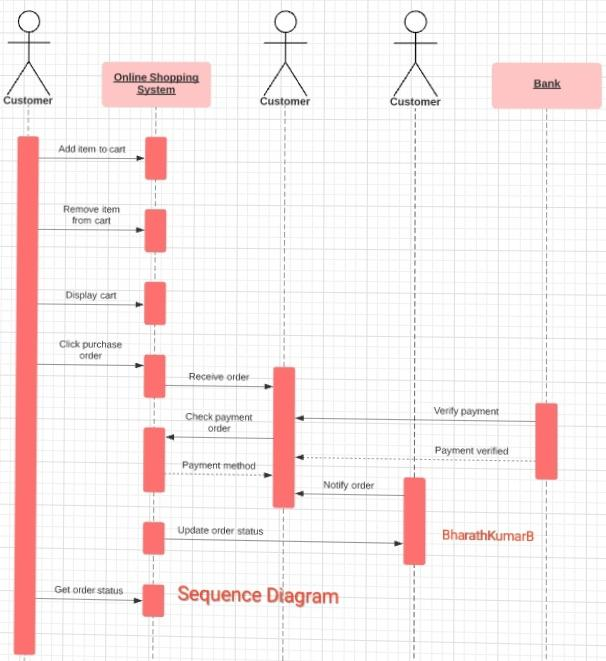 Customer
Online Shopping
System
Customer
Customer
Bank
Add item to cart
Remove item
from cart
Display cart
Click purchase
order
Receive order
Verify payment
Check payment
order
Payment verified
Payment method
Notify order
Update order status
BharathKumarB
Get order status
Sequence Diagram